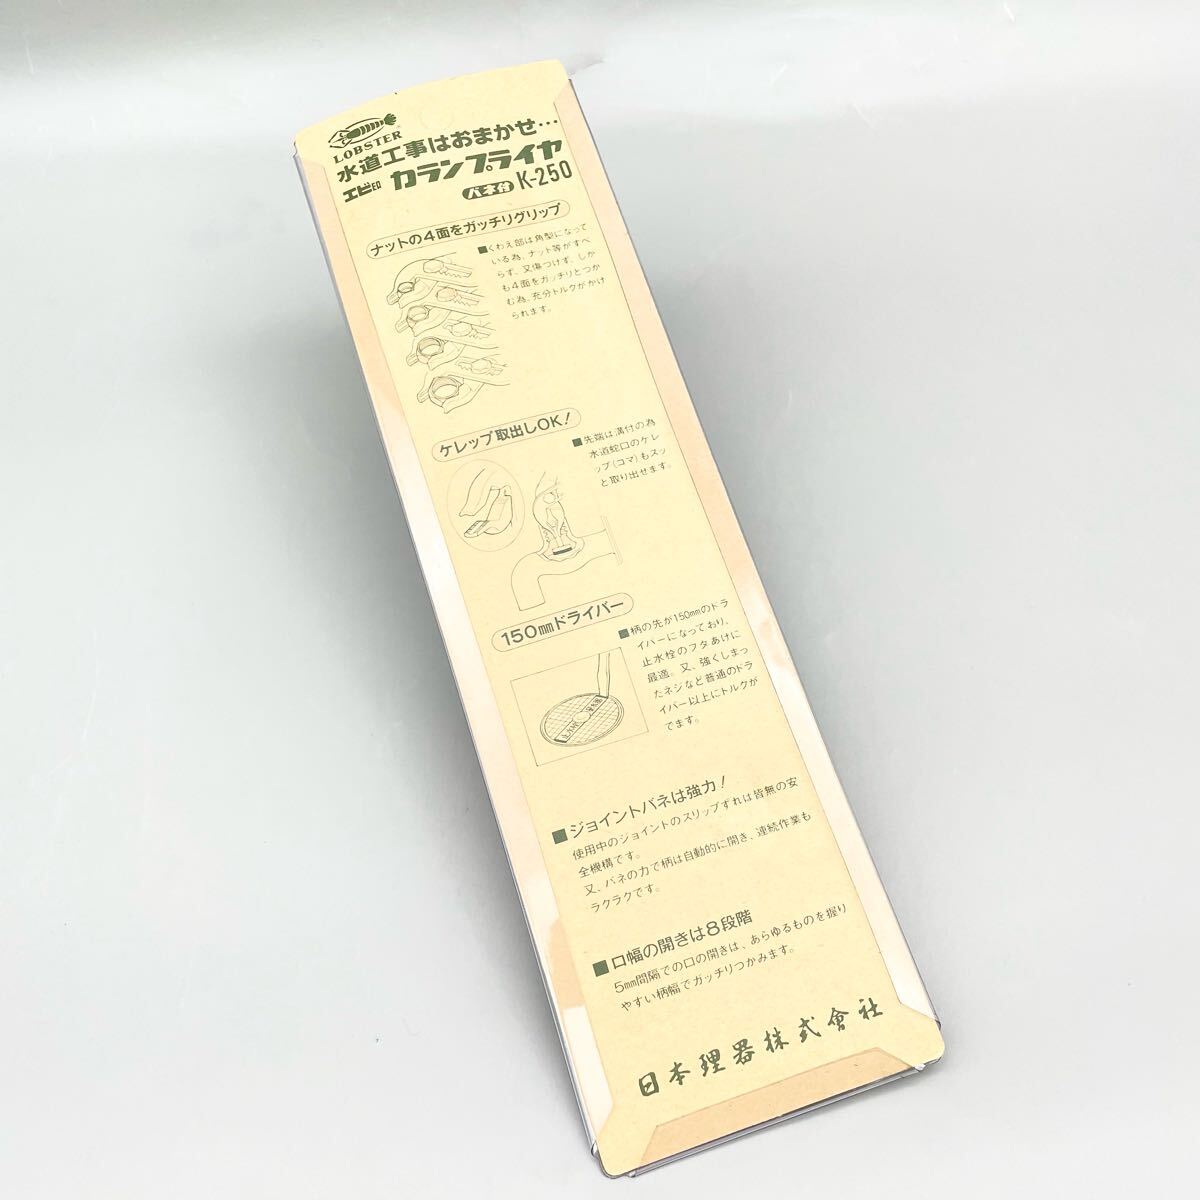 LOBSTER
水道工事はおまかせ…
エビ印 カランプライヤ
バネ付 K-250
ナットの4面をガッチリグリップ
■くわえ部は角型になって
いる為、ナット等がすべ
らず、又傷つけず、しか
も4面をガッチリとつか
む為、充分トルクがかけ
られます。
ケレップ取出しOK!
■先端は溝付の為
水道蛇口のケレ
ップ(コマ)もスッ
と取り出せます。
150mmドライバー
■柄の先が150mmのドラ
イバーになっており、
止水栓のフタあけに
最適。又、強くしまっ
たネジなど普通のドラ
イバー以上にトルクが
でます。
止水栓
■ジョイントバネは強力!
使用中のジョイントのスリップずれは皆無の安
全機構です。
又、バネの力で柄は自動的に開き、連続作業も
ラクラクです。
■口幅の開きは8段階
5mm間隔での口の開きは、あらゆるものを握り
やすい柄幅でガッチリつかみます。
日本理器株式會社